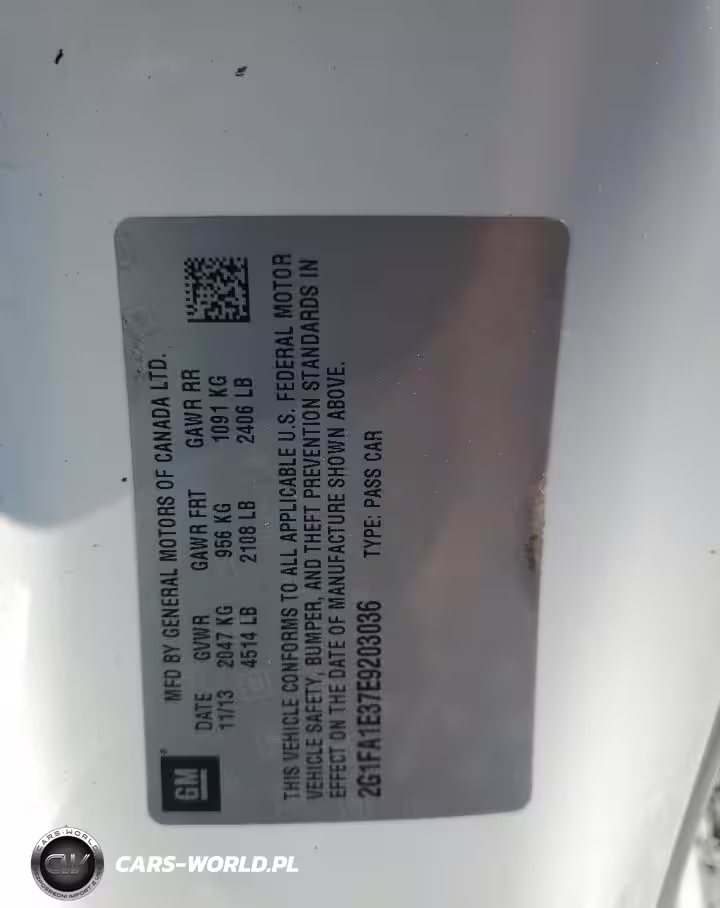 MFD BY GENERAL MOTORS OF CANADA LTD.
DATE GVWR GAWR FRT GAWR RR
11/13 2047 KG 956 KG 1091 KG
4514 LB 2108 LB 2406 LB
THIS VEHICLE CONFORMS TO ALL APPLICABLE U.S. FEDERAL MOTOR
VEHICLE SAFETY, BUMPER, AND THEFT PREVENTION STANDARDS IN
EFFECT ON THE DATE OF MANUFACTURE SHOWN ABOVE.
2G1FA1E37E9203036 TYPE: PASS CAR
GM
CARS-WORLD
CW
CARS-WORLD.PL